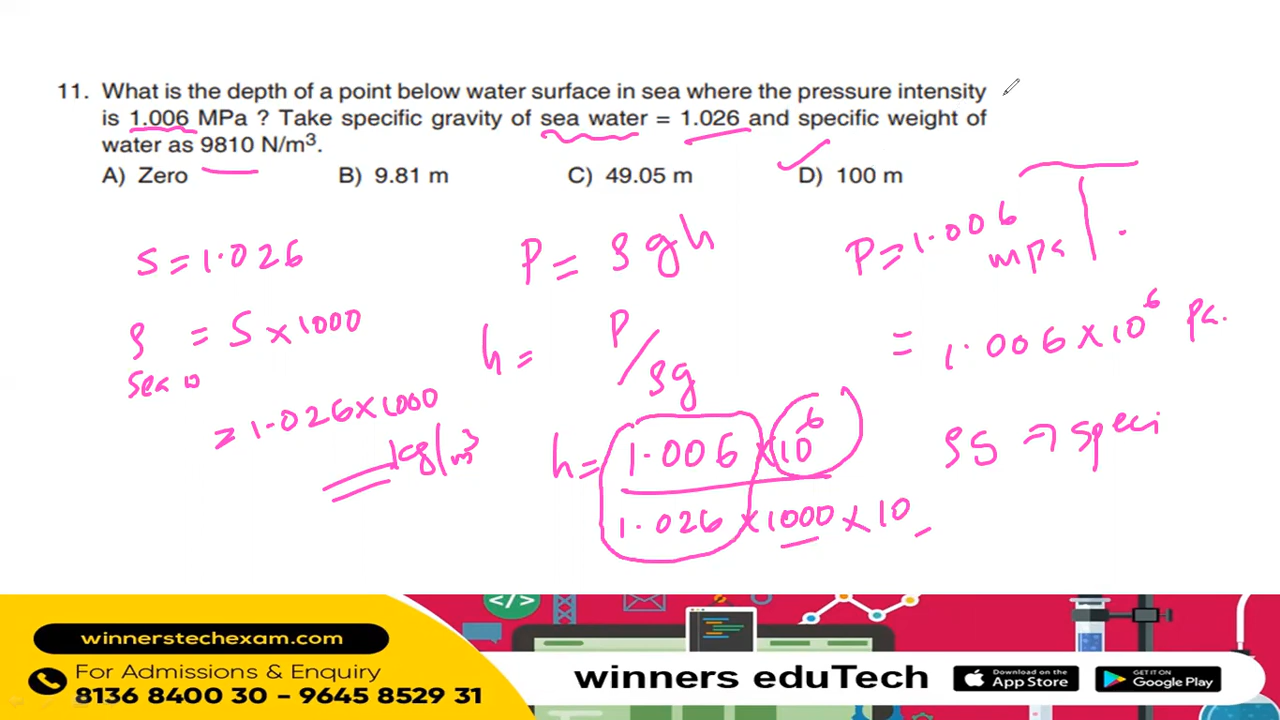 11. What is the depth of a point below water surface in sea where the pressure intensity
is 1.006 MPa ? Take specific gravity of sea water = 1.026 and specific weight of
water as 9810 N/m³.
A) Zero B) 9.81 m C) 49.05 m D) 100 m
S = 1.026
ρ = S × 1000
sea w
= 1.026 × 1000
kg/m³
P = ρgh
h = P/ρg
h = 1.006 × 10⁶
1.026 × 1000 × 10
P = 1.006
mpa
= 1.006 × 10⁶ pa.
ρg ⇒ speci
</>
winnerstechexam.com
For Admissions & Enquiry
8136 8400 30 – 9645 8529 31
winners eduTech
Download on the
App Store
GET IT ON
Google Play